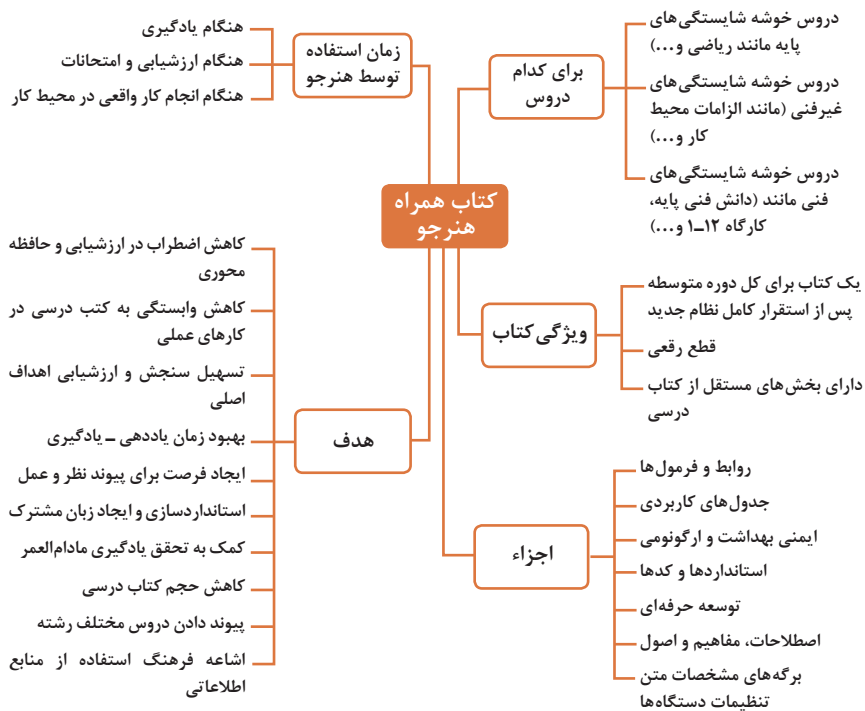 کتاب همراه
هنرجو
برای کدام
دروس
دروس خوشه شایستگی‌های
پایه مانند ریاضی و...)
دروس خوشه شایستگی‌های
غیرفنی (مانند الزامات محیط
کار و...)
دروس خوشه شایستگی‌های
فنی مانند (دانش فنی پایه،
کارگاه ۱۲ـ۱ و...)
ویژگی کتاب
یک کتاب برای کل دوره متوسطه
پس از استقرار کامل نظام جدید
قطع رقعی
دارای بخش‌های مستقل از کتاب
درسی
اجزاء
روابط و فرمول‌ها
جدول‌های کاربردی
ایمنی بهداشت و ارگونومی
استانداردها و کدها
توسعه حرفه‌ای
اصطلاحات، مفاهیم و اصول
برگه‌های مشخصات متن
تنظیمات دستگاه‌ها
زمان استفاده
توسط هنرجو
هنگام یادگیری
هنگام ارزشیابی و امتحانات
هنگام انجام کار واقعی در محیط کار
هدف
کاهش اضطراب در ارزشیابی و حافظه
محوری
کاهش وابستگی به کتب درسی در
کارهای عملی
تسهیل سنجش و ارزشیابی اهداف
اصلی
بهبود زمان یاددهی ـ یادگیری
ایجاد فرصت برای پیوند نظر و عمل
استانداردسازی و ایجاد زبان مشترک
کمک به تحقق یادگیری مادام‌العمر
کاهش حجم کتاب درسی
پیوند دادن دروس مختلف رشته
اشاعه فرهنگ استفاده از منابع
اطلاعاتی